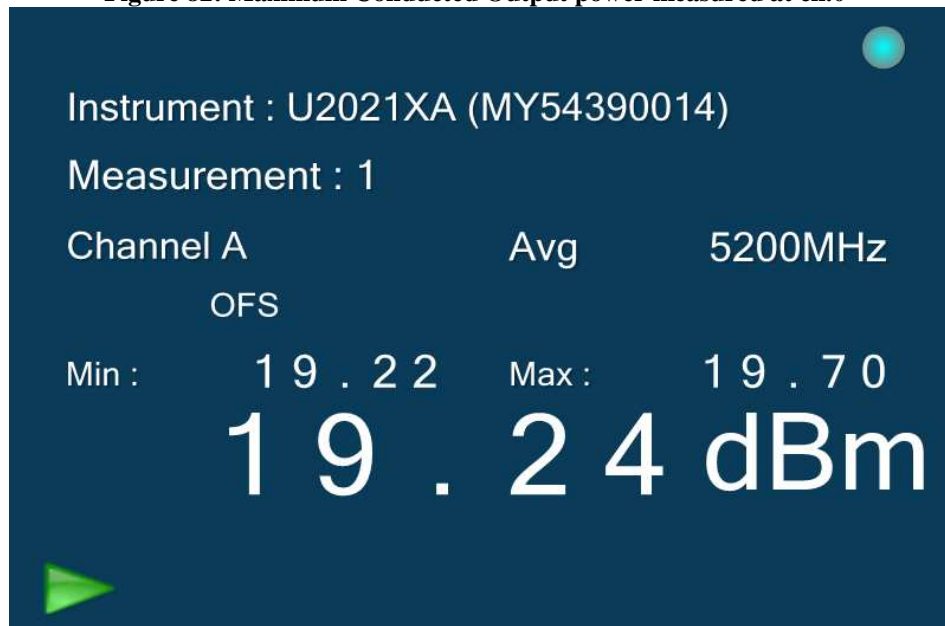 Instrument : U2021XA (MY54390014)
Measurement : 1
Channel A Avg 5200MHz
OFS
Min : 19.22 Max : 19.70
19.24 dBm